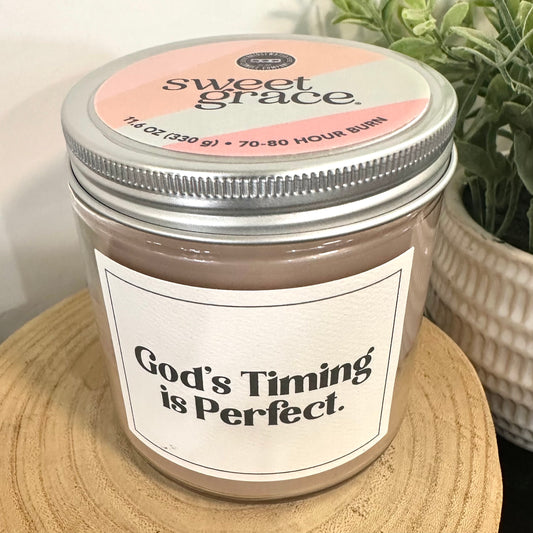 sweet
grace®
11.6 OZ (330 g) • 70-80 HOUR BURN
God's Timing
is Perfect.